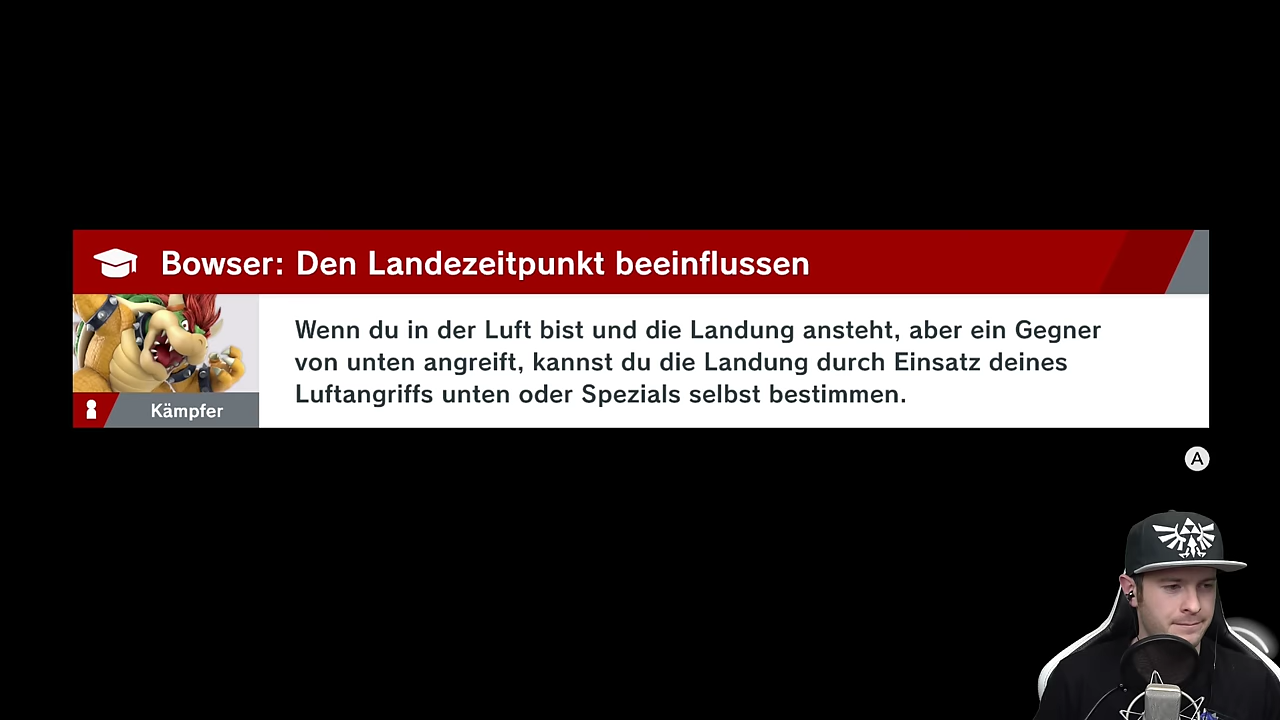 Bowser: Den Landezeitpunkt beeinflussen
Wenn du in der Luft bist und die Landung ansteht, aber ein Gegner
von unten angreift, kannst du die Landung durch Einsatz deines
Luftangriffs unten oder Spezials selbst bestimmen.
Kämpfer
A